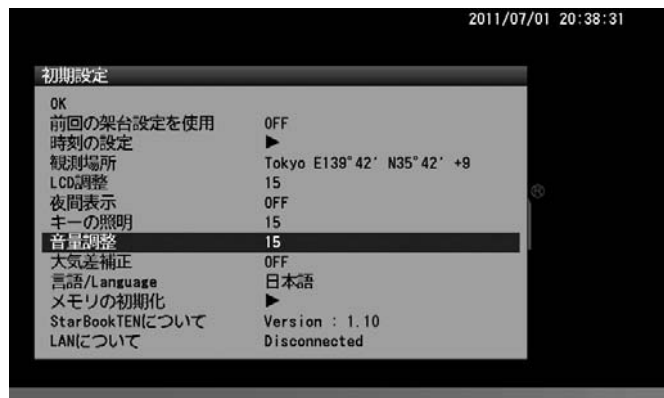 2011/07/01 20:38:31
初期設定
OK
前回の架台設定を使用 OFF
時刻の設定 ▶
観測場所 Tokyo E139°42′ N35°42′ +9
LCD調整 15
夜間表示 OFF
キーの照明 15
音量調整 15
大気差補正 OFF
言語/Language 日本語
メモリの初期化 ▶
StarBookTENについて Version : 1.10
LANについて Disconnected
®